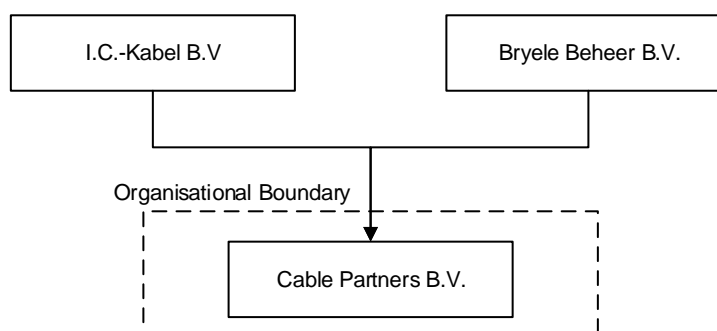 I.C.-Kabel B.V
Bryele Beheer B.V.
Organisational Boundary
Cable Partners B.V.